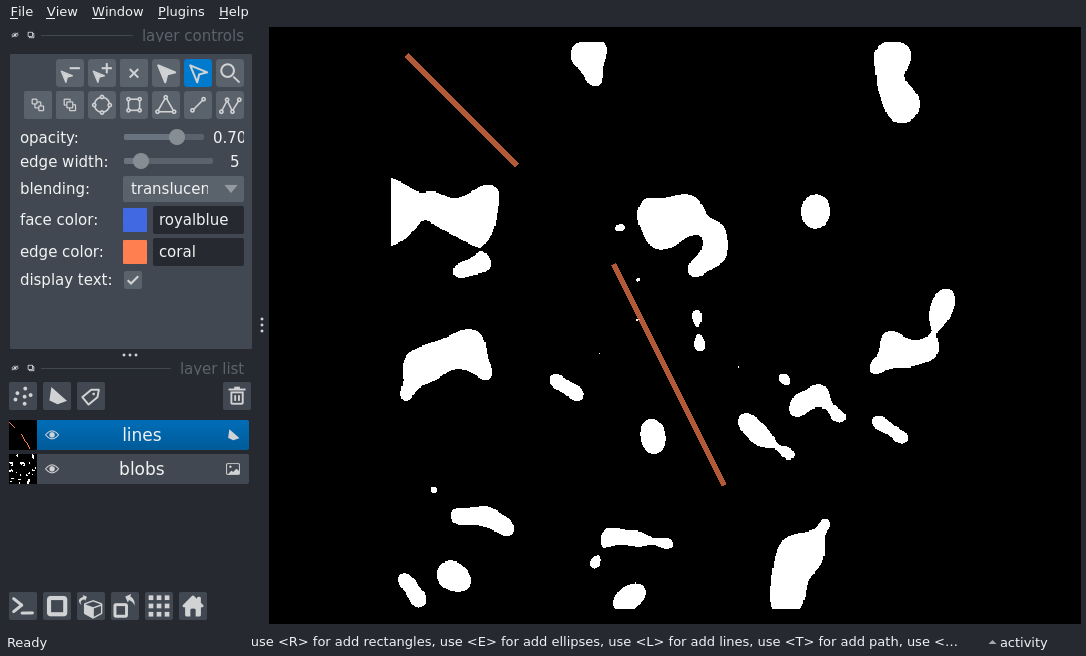 File View Window Plugins Help
layer controls
opacity: 0.70
edge width: 5
blending: translucen
face color: royalblue
edge color: coral
display text:
layer list
lines
blobs
Ready use <R> for add rectangles, use <E> for add ellipses, use <L> for add lines, use <T> for add path, use <... activity